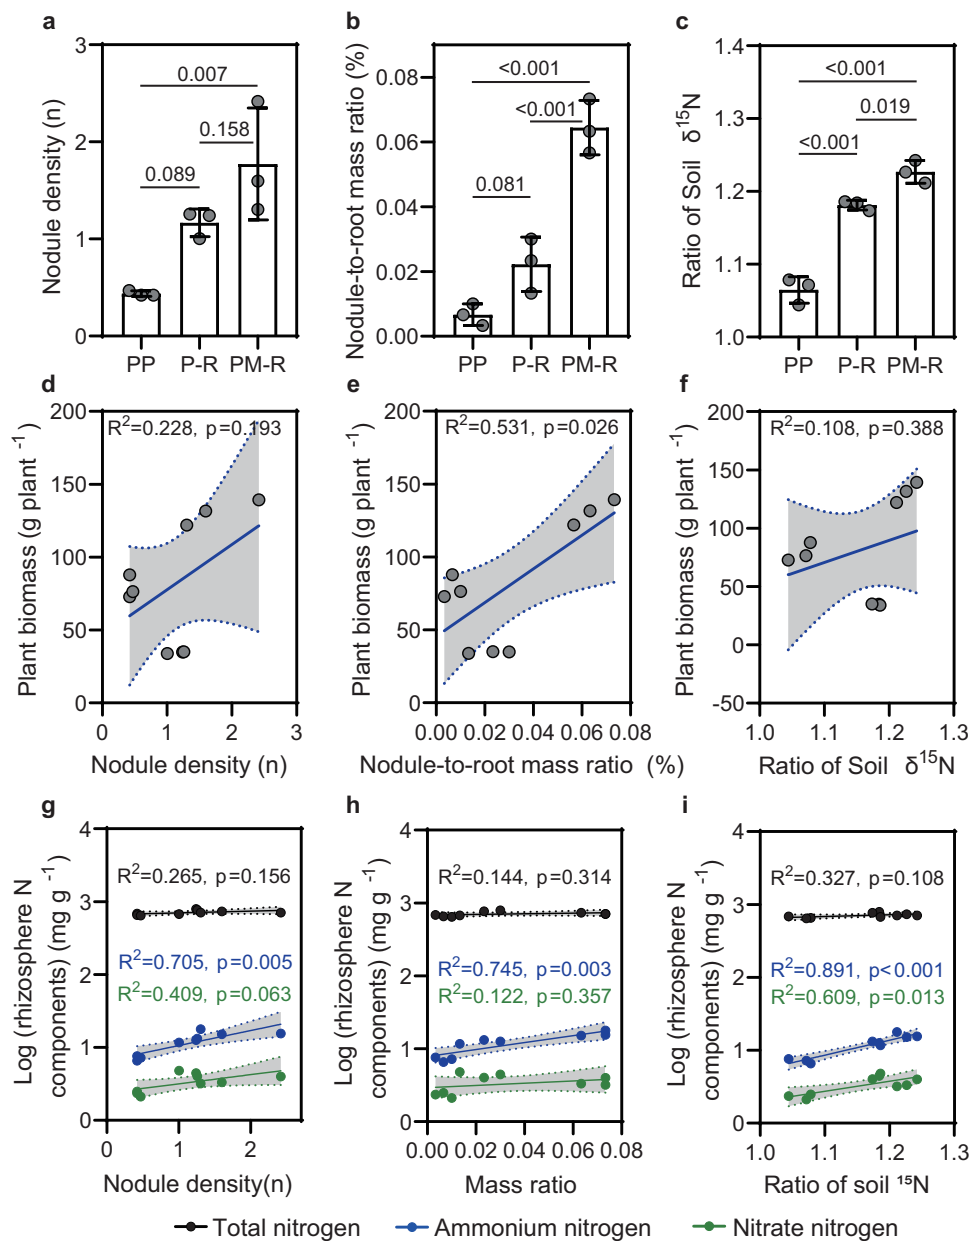 a
Nodule density (n)
3
2
1
0
0.007
0.158
0.089
PP
P-R
PM-R
b
Nodule-to-root mass ratio (%)
0.08
0.06
0.04
0.02
0.00
<0.001
<0.001
0.081
PP
P-R
PM-R
c
Ratio of Soil δ¹⁵N
1.4
1.3
1.2
1.1
1.0
<0.001
0.019
<0.001
PP
P-R
PM-R
d
Plant biomass (g plant ⁻¹)
200
150
100
50
0
R²=0.228, p=0.193
0
1
2
3
Nodule density (n)
e
Plant biomass (g plant ⁻¹)
200
150
100
50
0
R²=0.531, p=0.026
0.00
0.02
0.04
0.06
0.08
Nodule-to-root mass ratio (%)
f
Plant biomass (g plant ⁻¹)
200
150
100
50
0
-50
R²=0.108, p=0.388
1.0
1.1
1.2
1.3
Ratio of Soil δ¹⁵N
g
Log (rhizosphere N
components) (mg g⁻¹)
4
3
2
1
0
R²=0.265, p=0.156
R²=0.705, p=0.005
R²=0.409, p=0.063
0
1
2
Nodule density(n)
h
Log (rhizosphere N
components) (mg g⁻¹)
4
3
2
1
0
R²=0.144, p=0.314
R²=0.745, p=0.003
R²=0.122, p=0.357
0.00
0.02
0.04
0.06
0.08
Mass ratio
i
Log (rhizosphere N
components) (mg g⁻¹)
4
3
2
1
0
R²=0.327, p=0.108
R²=0.891, p<0.001
R²=0.609, p=0.013
1.0
1.1
1.2
1.3
Ratio of soil ¹⁵N
Total nitrogen
Ammonium nitrogen
Nitrate nitrogen